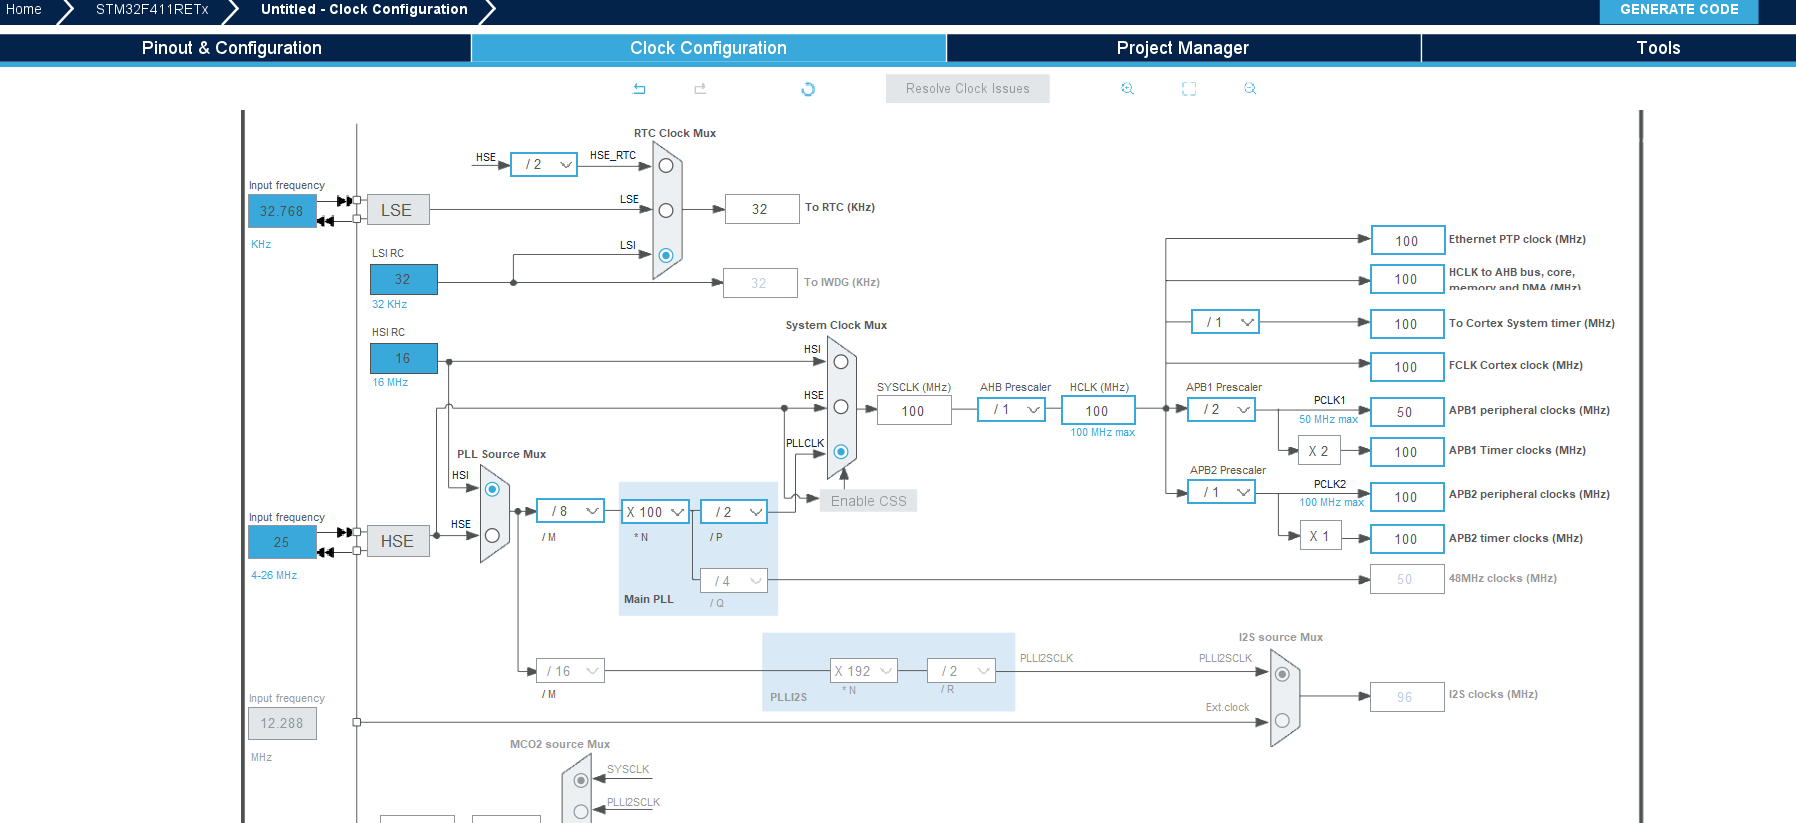 Home
STM32F411RETx
Untitled - Clock Configuration
GENERATE CODE
Pinout & Configuration
Clock Configuration
Project Manager
Tools
Resolve Clock Issues
RTC Clock Mux
HSE
/ 2
HSE_RTC
Input frequency
32.768
KHz
LSE
LSE
32
To RTC (KHz)
LSI RC
32
32 KHz
LSI
32
To IWDG (KHz)
HSI RC
16
16 MHz
System Clock Mux
HSI
HSE
PLLCLK
SYSCLK (MHz)
100
AHB Prescaler
/ 1
HCLK (MHz)
100
100 MHz max
100
Ethernet PTP clock (MHz)
100
HCLK to AHB bus, core,
memory and DMA (MHz)
/ 1
100
To Cortex System timer (MHz)
100
FCLK Cortex clock (MHz)
APB1 Prescaler
/ 2
PCLK1
50 MHz max
50
APB1 peripheral clocks (MHz)
X 2
100
APB1 Timer clocks (MHz)
APB2 Prescaler
/ 1
PCLK2
100 MHz max
100
APB2 peripheral clocks (MHz)
X 1
100
APB2 timer clocks (MHz)
PLL Source Mux
HSI
HSE
Enable CSS
Input frequency
25
4-26 MHz
HSE
/ 8
/ M
X 100
* N
/ 2
/ P
/ 4
/ Q
Main PLL
50
48MHz clocks (MHz)
/ 16
/ M
X 192
* N
/ 2
/ R
PLLI2S
PLLI2SCLK
I2S source Mux
PLLI2SCLK
Ext.clock
96
I2S clocks (MHz)
Input frequency
12.288
MHz
MCO2 source Mux
SYSCLK
PLLI2SCLK